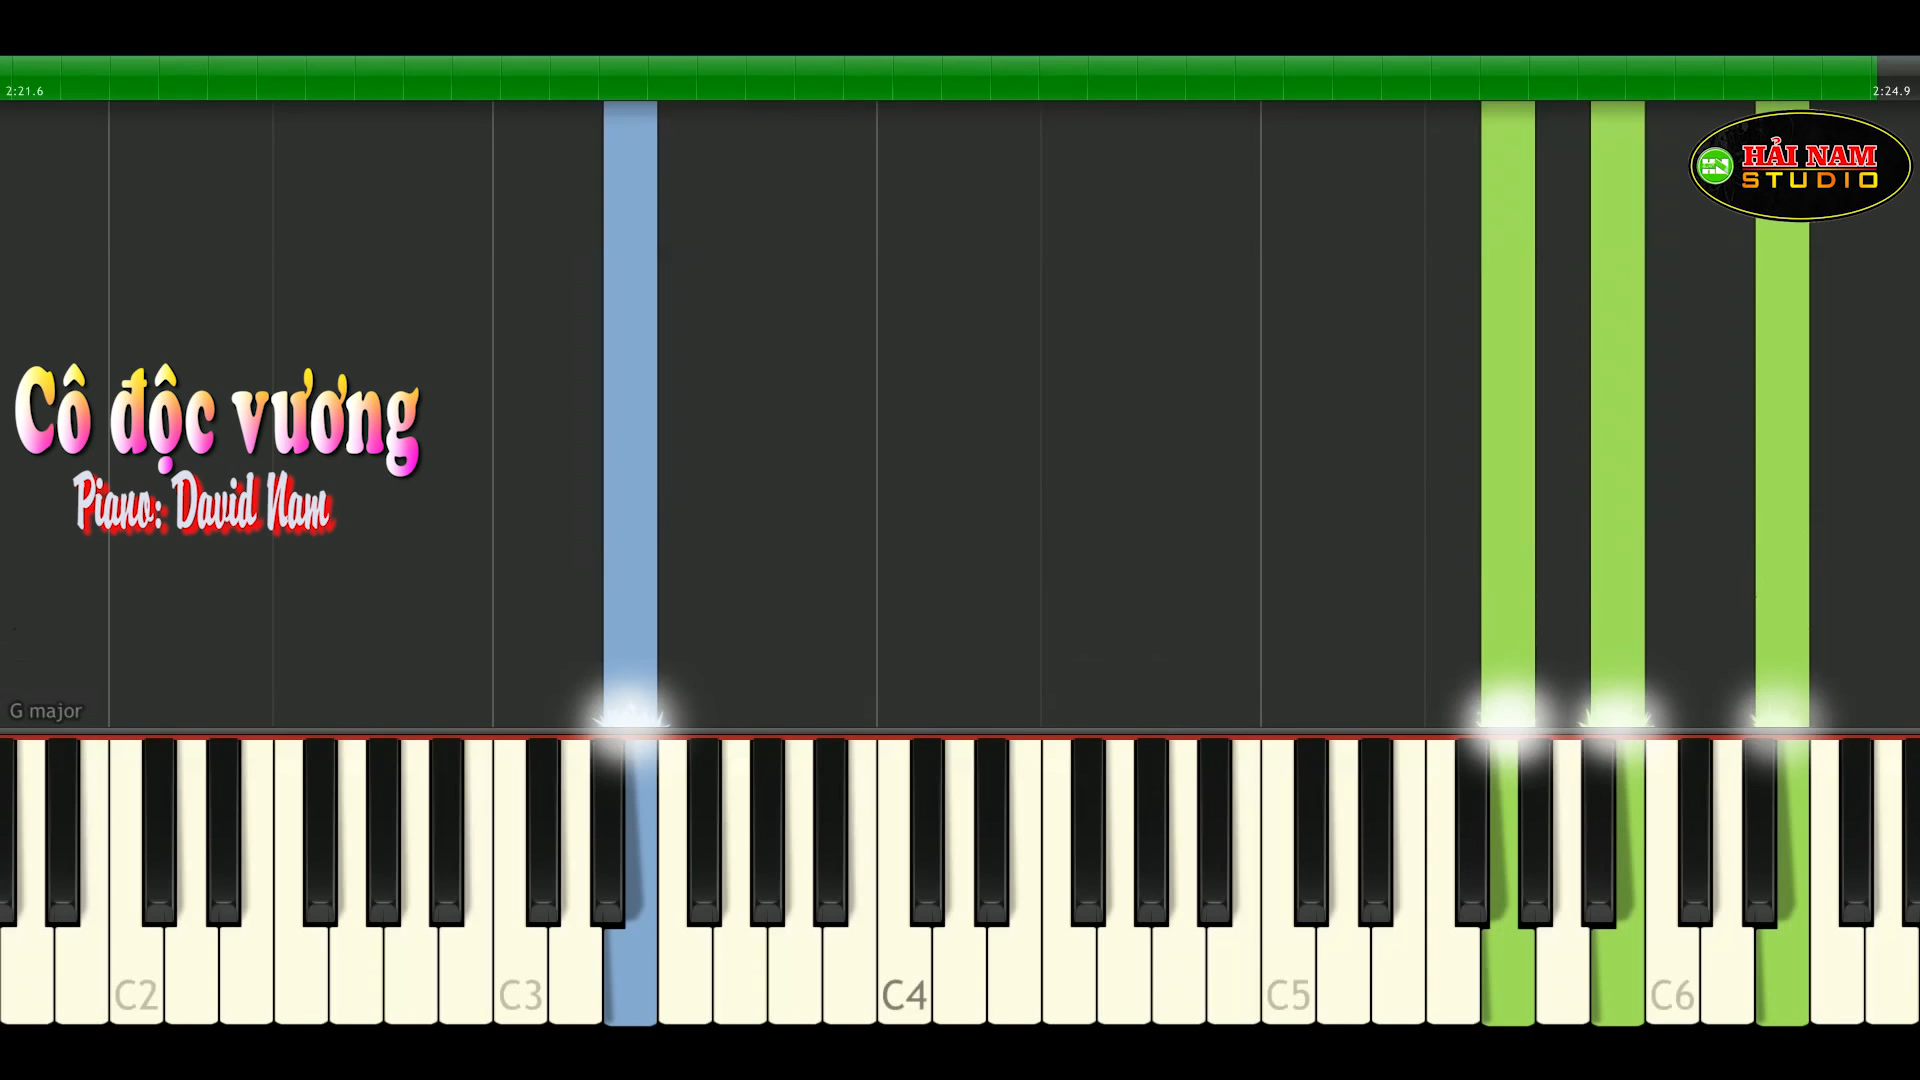 2:21.6
2:24.9
HẢI NAM
STUDIO
Cô độc vương
Piano: David Nam
G major
C2
C3
C4
C5
C6